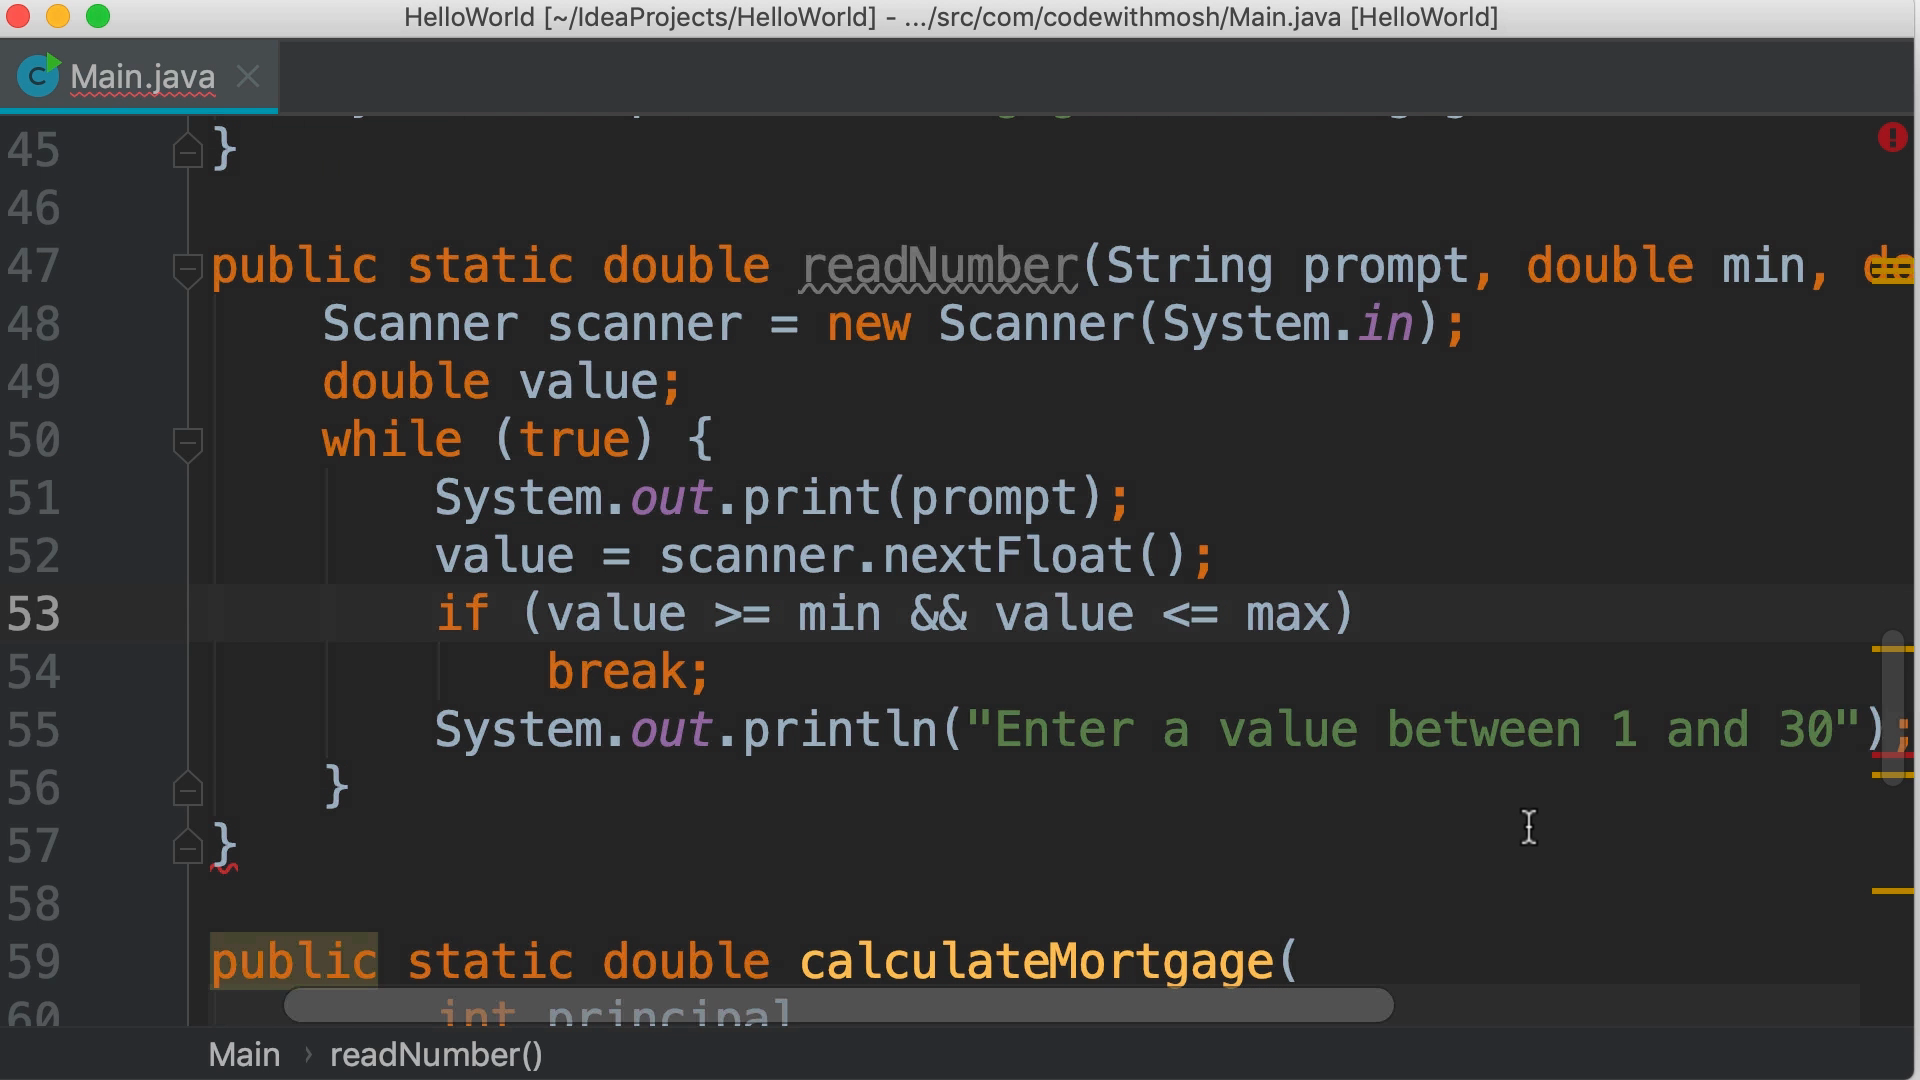 HelloWorld [~/IdeaProjects/HelloWorld] - .../src/com/codewithmosh/Main.java [HelloWorld]
Main.java
45 }
46
47 public static double readNumber(String prompt, double min,
48 Scanner scanner = new Scanner(System.in);
49 double value;
50 while (true) {
51 System.out.print(prompt);
52 value = scanner.nextFloat();
53 if (value >= min && value <= max)
54 break;
55 System.out.println("Enter a value between 1 and 30");
56 }
57 }
58
59 public static double calculateMortgage(
60 int principal
Main › readNumber()